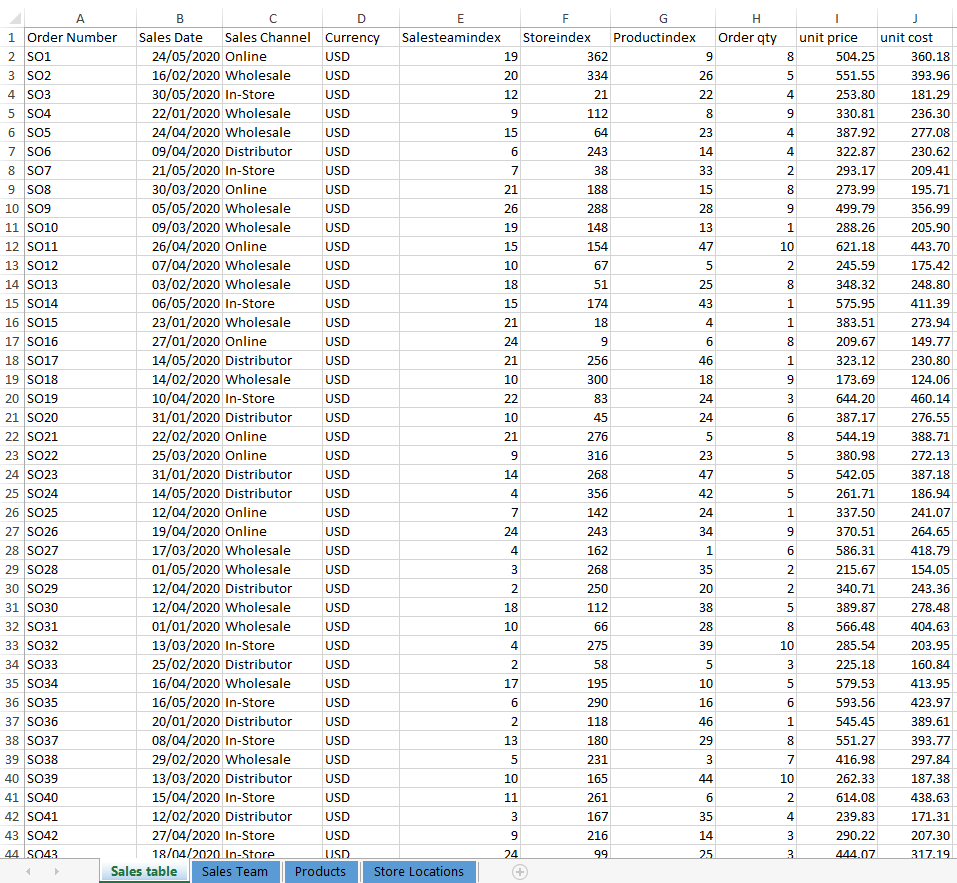 A B C D E F G H I J
1 Order Number Sales Date Sales Channel Currency Salesteamindex Storeindex Productindex Order qty unit price unit cost
2 SO1 24/05/2020 Online USD 19 362 9 8 504.25 360.18
3 SO2 16/02/2020 Wholesale USD 20 334 26 5 551.55 393.96
4 SO3 30/05/2020 In-Store USD 12 21 22 4 253.80 181.29
5 SO4 22/01/2020 Wholesale USD 9 112 8 9 330.81 236.30
6 SO5 24/04/2020 Wholesale USD 15 64 23 4 387.92 277.08
7 SO6 09/04/2020 Distributor USD 6 243 14 4 322.87 230.62
8 SO7 21/05/2020 In-Store USD 7 38 33 2 293.17 209.41
9 SO8 30/03/2020 Online USD 21 188 15 8 273.99 195.71
10 SO9 05/05/2020 Wholesale USD 26 288 28 9 499.79 356.99
11 SO10 09/03/2020 Wholesale USD 19 148 13 1 288.26 205.90
12 SO11 26/04/2020 Online USD 15 154 47 10 621.18 443.70
13 SO12 07/04/2020 Wholesale USD 10 67 5 2 245.59 175.42
14 SO13 03/02/2020 Wholesale USD 18 51 25 8 348.32 248.80
15 SO14 06/05/2020 In-Store USD 15 174 43 1 575.95 411.39
16 SO15 23/01/2020 Wholesale USD 21 18 4 1 383.51 273.94
17 SO16 27/01/2020 Online USD 24 9 6 8 209.67 149.77
18 SO17 14/05/2020 Distributor USD 21 256 46 1 323.12 230.80
19 SO18 14/02/2020 Wholesale USD 10 300 18 9 173.69 124.06
20 SO19 10/04/2020 In-Store USD 22 83 24 3 644.20 460.14
21 SO20 31/01/2020 Distributor USD 10 45 24 6 387.17 276.55
22 SO21 22/02/2020 Online USD 21 276 5 8 544.19 388.71
23 SO22 25/03/2020 Online USD 9 316 23 5 380.98 272.13
24 SO23 31/01/2020 Distributor USD 14 268 47 5 542.05 387.18
25 SO24 14/05/2020 Distributor USD 4 356 42 5 261.71 186.94
26 SO25 12/04/2020 Online USD 7 142 24 1 337.50 241.07
27 SO26 19/04/2020 Online USD 24 243 34 9 370.51 264.65
28 SO27 17/03/2020 Wholesale USD 4 162 1 6 586.31 418.79
29 SO28 01/05/2020 Wholesale USD 3 268 35 2 215.67 154.05
30 SO29 12/04/2020 Distributor USD 2 250 20 2 340.71 243.36
31 SO30 12/04/2020 Wholesale USD 18 112 38 5 389.87 278.48
32 SO31 01/01/2020 Wholesale USD 10 66 28 8 566.48 404.63
33 SO32 13/03/2020 In-Store USD 4 275 39 10 285.54 203.95
34 SO33 25/02/2020 Distributor USD 2 58 5 3 225.18 160.84
35 SO34 16/04/2020 Wholesale USD 17 195 10 5 579.53 413.95
36 SO35 16/05/2020 In-Store USD 6 290 16 6 593.56 423.97
37 SO36 20/01/2020 Distributor USD 2 118 46 1 545.45 389.61
38 SO37 08/04/2020 In-Store USD 13 180 29 8 551.27 393.77
39 SO38 29/02/2020 Wholesale USD 5 231 3 7 416.98 297.84
40 SO39 13/03/2020 Distributor USD 10 165 44 10 262.33 187.38
41 SO40 15/04/2020 In-Store USD 11 261 6 2 614.08 438.63
42 SO41 12/02/2020 Distributor USD 3 167 35 4 239.83 171.31
43 SO42 27/04/2020 In-Store USD 9 216 14 3 290.22 207.30
44 SO43 18/04/2020 In-Store USD 24 99 25 3 444.07 317.19
Sales table Sales Team Products Store Locations